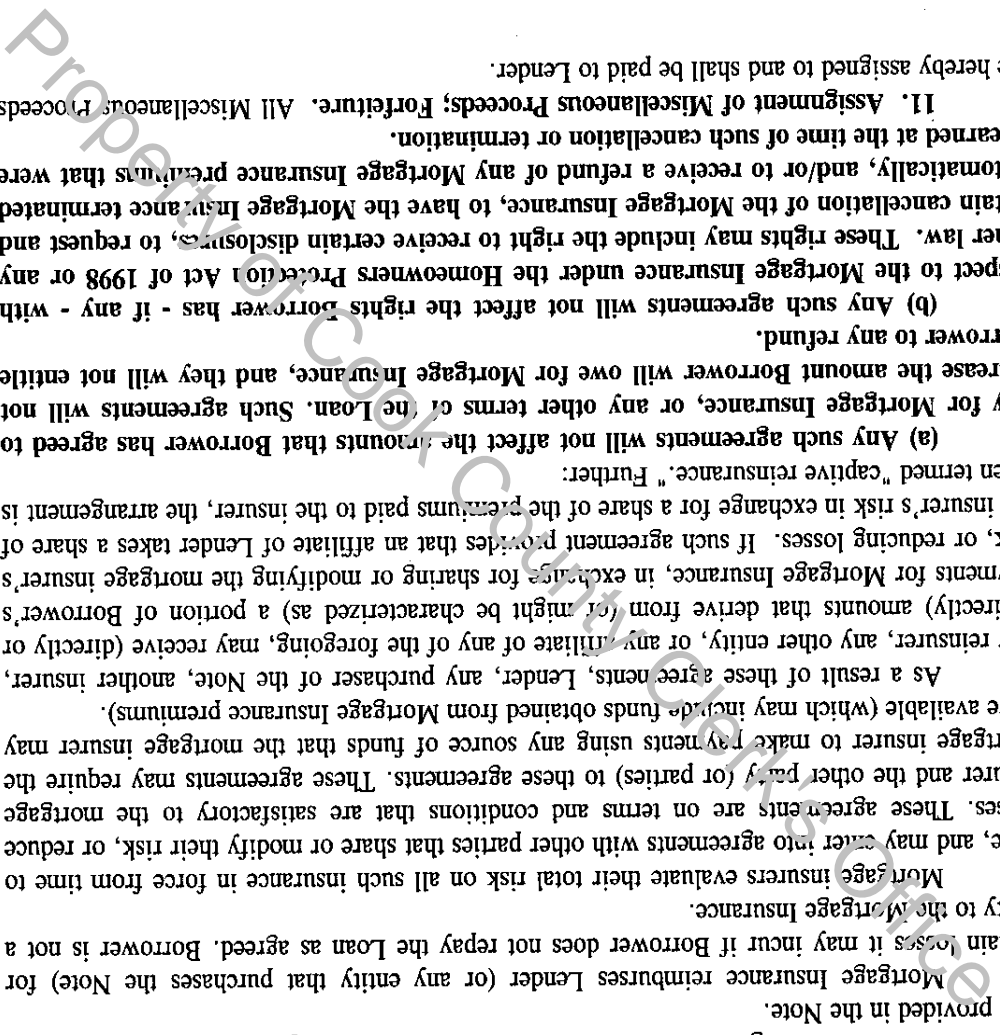 provided in the Note.
Mortgage Insurance reimburses Lender (or any entity that purchases the Note) for
tain losses it may incur if Borrower does not repay the Loan as agreed. Borrower is not a
ty to the Mortgage Insurance.
Mortgage insurers evaluate their total risk on all such insurance in force from time to
e, and may enter into agreements with other parties that share or modify their risk, or reduce
ses. These agreements are on terms and conditions that are satisfactory to the mortgage
urer and the other party (or parties) to these agreements. These agreements may require the
rtgage insurer to make payments using any source of funds that the mortgage insurer may
e available (which may include funds obtained from Mortgage Insurance premiums).
As a result of these agreements, Lender, any purchaser of the Note, another insurer,
reinsurer, any other entity, or any affiliate of any of the foregoing, may receive (directly or
irectly) amounts that derive from (or might be characterized as) a portion of Borrower's
ments for Mortgage Insurance, in exchange for sharing or modifying the mortgage insurer's
k, or reducing losses. If such agreement provides that an affiliate of Lender takes a share of
insurer's risk in exchange for a share of the premiums paid to the insurer, the arrangement is
en termed "captive reinsurance." Further:
(a) Any such agreements will not affect the amounts that Borrower has agreed to
y for Mortgage Insurance, or any other terms of the Loan. Such agreements will not
rease the amount Borrower will owe for Mortgage Insurance, and they will not entitle
rrower to any refund.
(b) Any such agreements will not affect the rights Borrower has - if any - with
pect to the Mortgage Insurance under the Homeowners Protection Act of 1998 or any
her law. These rights may include the right to receive certain disclosures, to request and
tain cancellation of the Mortgage Insurance, to have the Mortgage Insurance terminated
tomatically, and/or to receive a refund of any Mortgage Insurance premiums that were
earned at the time of such cancellation or termination.
11. Assignment of Miscellaneous Proceeds; Forfeiture. All Miscellaneous Proceeds
e hereby assigned to and shall be paid to Lender.
Property of Cook County Clerk's Office